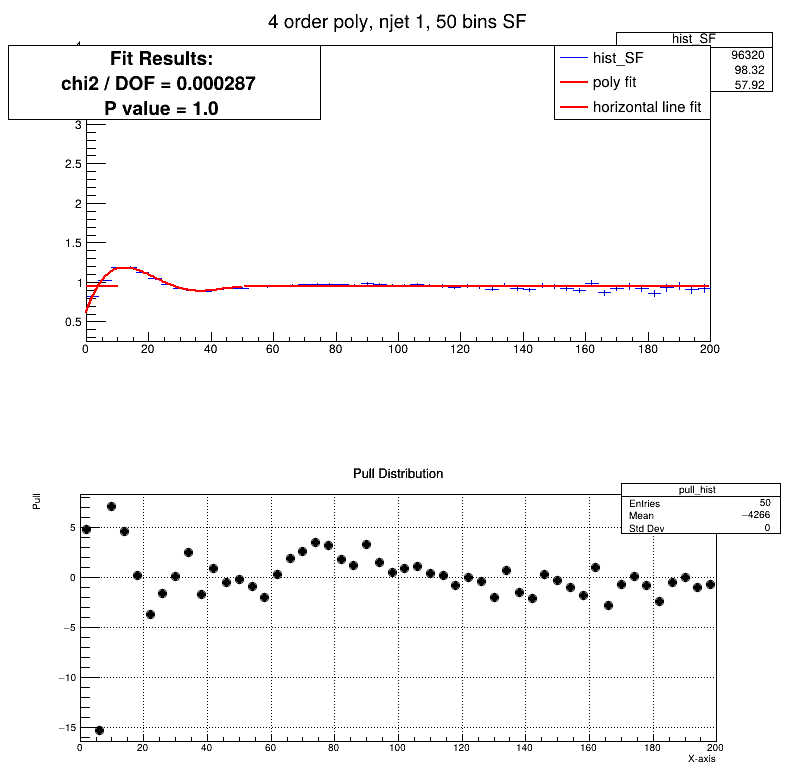 4 order poly, njet 1, 50 bins SF
hist_SF
96320
98.32
57.92
Fit Results:
chi2 / DOF = 0.000287
P value = 1.0
hist_SF
poly fit
horizontal line fit
3
2.5
2
1.5
1
0.5
0 20 40 60 80 100 120 140 160 180 200
Pull Distribution
pull_hist
Entries 50
Mean −4266
Std Dev 0
Pull
5
0
−5
−10
−15
0 20 40 60 80 100 120 140 160 180 200
X-axis